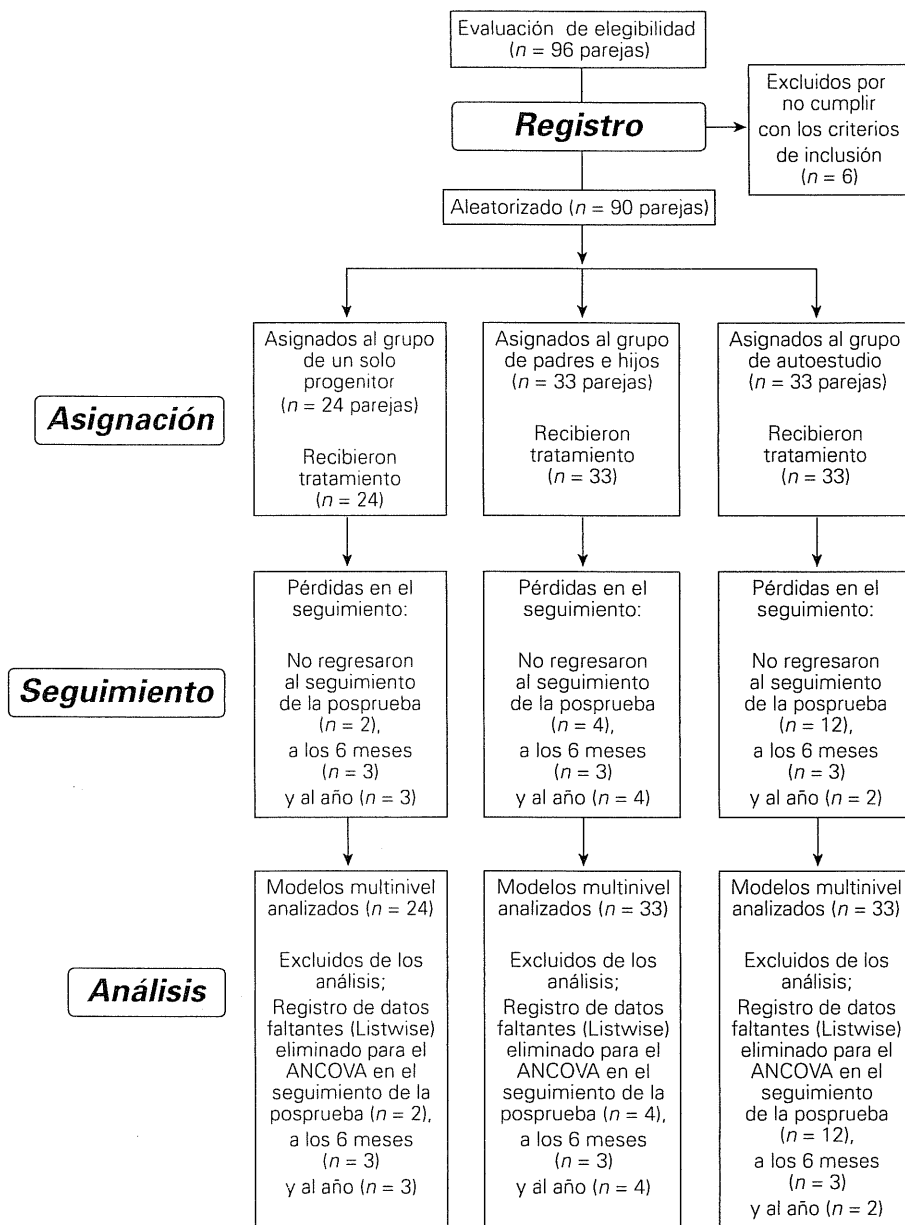 Evaluación de elegibilidad
(n = 96 parejas)
Registro
Excluidos por
no cumplir
con los criterios
de inclusión
(n = 6)
Aleatorizado (n = 90 parejas)
Asignación
Asignados al grupo
de un solo
progenitor
(n = 24 parejas)
Recibieron
tratamiento
(n = 24)
Asignados al grupo
de padres e hijos
(n = 33 parejas)
Recibieron
tratamiento
(n = 33)
Asignados al grupo
de autoestudio
(n = 33 parejas)
Recibieron
tratamiento
(n = 33)
Seguimiento
Pérdidas en el
seguimiento:
No regresaron
al seguimiento
de la posprueba
(n = 2),
a los 6 meses
(n = 3)
y al año (n = 3)
Pérdidas en el
seguimiento:
No regresaron
al seguimiento
de la posprueba
(n = 4),
a los 6 meses
(n = 3)
y al año (n = 4)
Pérdidas en el
seguimiento:
No regresaron
al seguimiento
de la posprueba
(n = 12),
a los 6 meses
(n = 3)
y al año (n = 2)
Análisis
Modelos multinivel
analizados (n = 24)
Excluidos de los
análisis;
Registro de datos
faltantes (Listwise)
eliminado para el
ANCOVA en el
seguimiento de la
posprueba (n = 2),
a los 6 meses
(n = 3)
y al año (n = 3)
Modelos multinivel
analizados (n = 33)
Excluidos de los
análisis;
Registro de datos
faltantes (Listwise)
eliminado para el
ANCOVA en el
seguimiento de la
posprueba (n = 4),
a los 6 meses
(n = 3)
y al año (n = 4)
Modelos multinivel
analizados (n = 33)
Excluidos de los
análisis;
Registro de datos
faltantes (Listwise)
eliminado para el
ANCOVA en el
seguimiento
de la posprueba
(n = 12),
a los 6 meses
(n = 3)
y al año (n = 2)